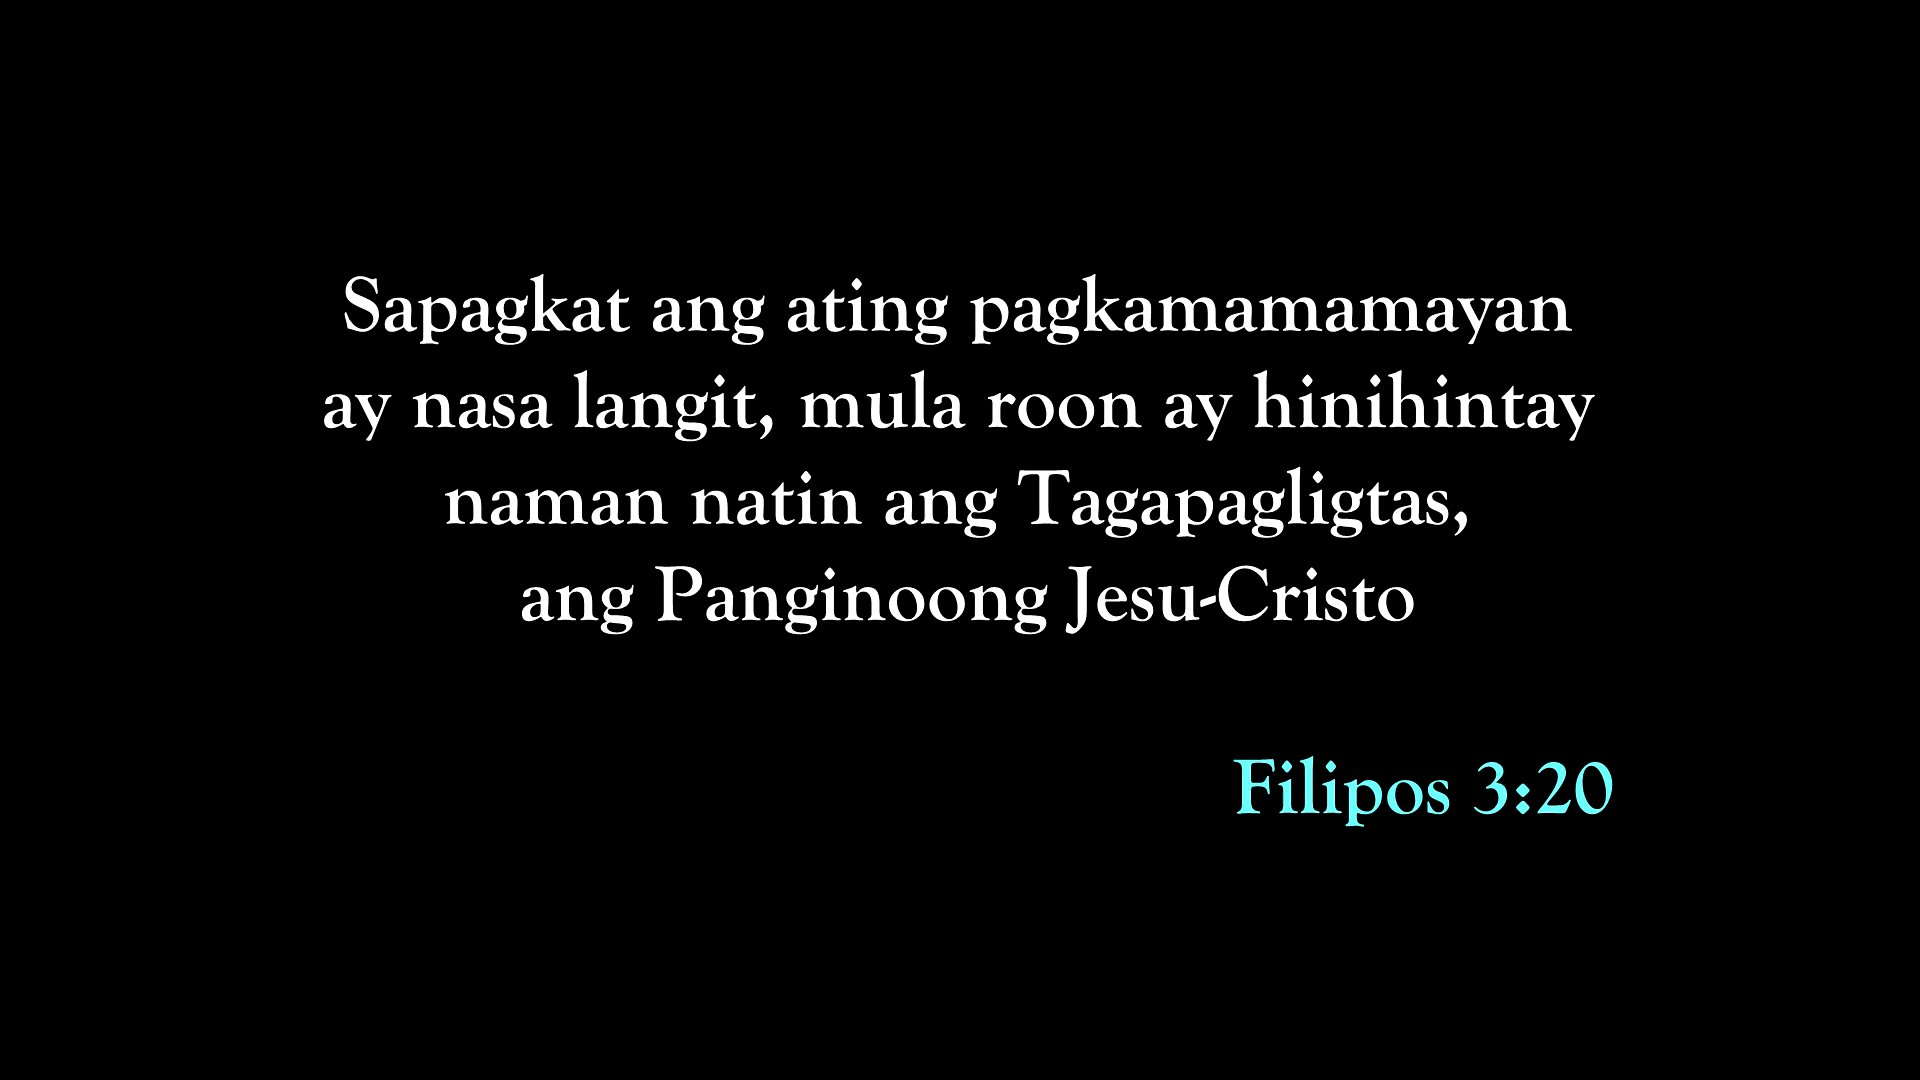 Sapagkat ang ating pagkamamamayan
ay nasa langit, mula roon ay hinihintay
naman natin ang Tagapagligtas,
ang Panginoong Jesu-Cristo
Filipos 3:20